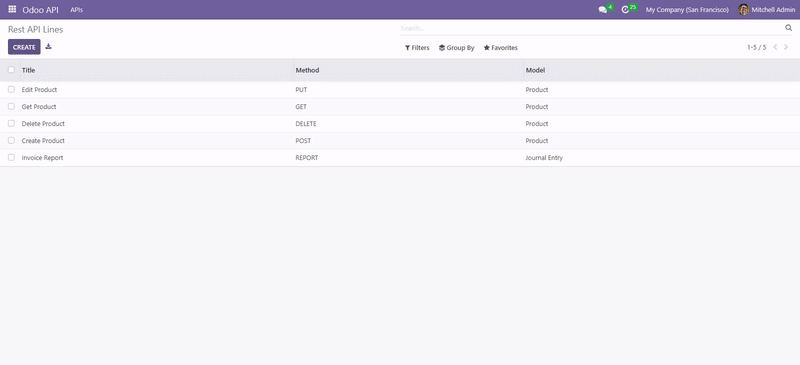 Odoo API APIs 4 25 My Company (San Francisco) Mitchell Admin
Rest API Lines Search...
CREATE Filters Group By Favorites 1-5 / 5
Title Method Model
Edit Product PUT Product
Get Product GET Product
Delete Product DELETE Product
Create Product POST Product
Invoice Report REPORT Journal Entry